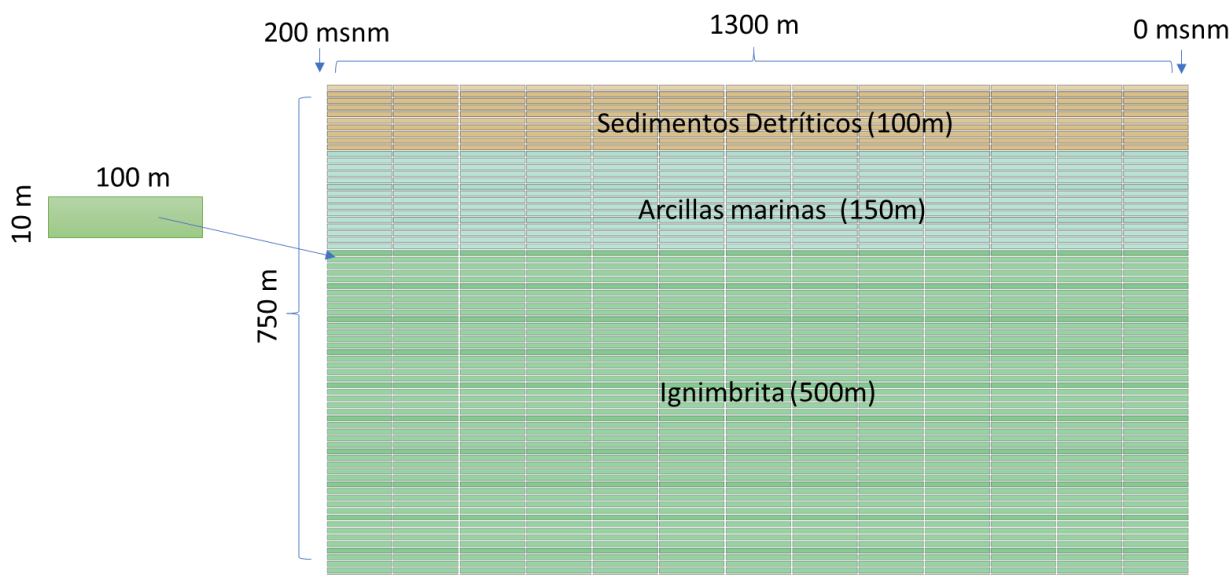 200 msnm
1300 m
0 msnm
Sedimentos Detríticos (100m)
100 m
10 m
Arcillas marinas (150m)
750 m
Ignimbrita (500m)